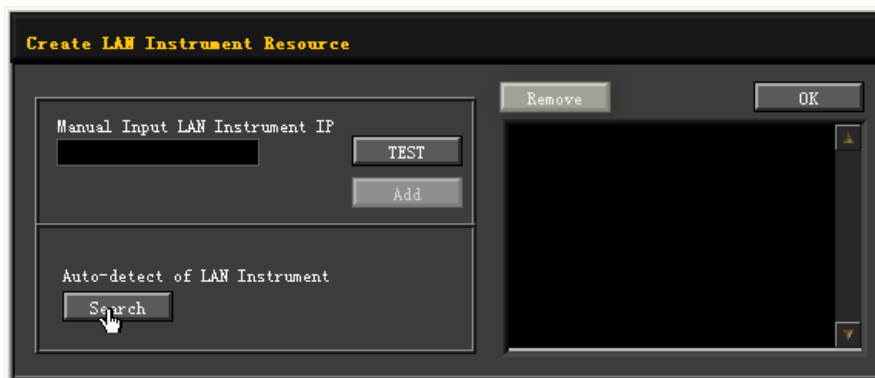 Create LAN Instrument Resource
Remove
OK
Manual Input LAN Instrument IP
TEST
Add
Auto-detect of LAN Instrument
Search